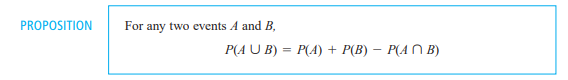 PROPOSITION
For any two events A and B,
P(A ∪ B) = P(A) + P(B) − P(A ∩ B)